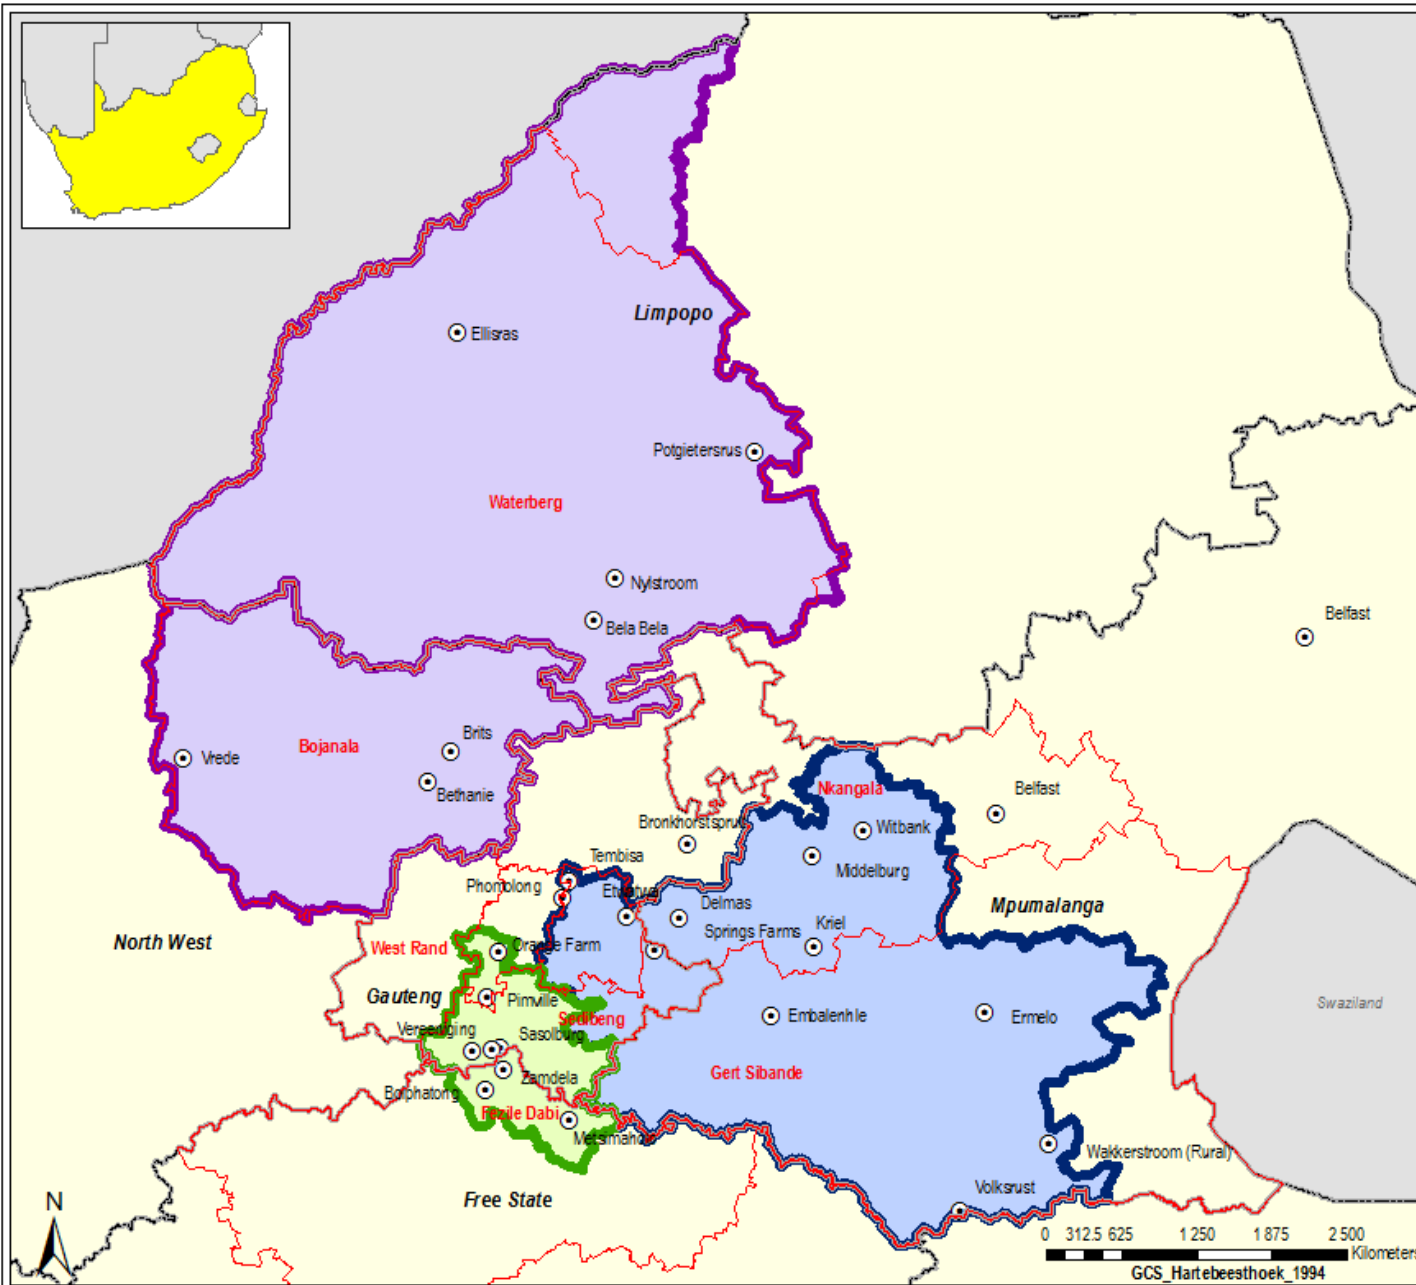 Limpopo
Ellisras
Potgietersrus
Waterberg
Nylstroom
Bela Bela
Belfast
Brits
Bojanala
Vrede
Bethanie
Nkangala
Belfast
Bronkhorstspruit
Witbank
Tembisa
Middelburg
Phomolong
Etwatwa
Delmas
Mpumalanga
Kriel
Springs Farms
North West
West Rand
Orange Farm
Gauteng
Pimville
Swaziland
Sedibeng
Embalenhle
Ermelo
Vereeniging
Sasolburg
Gert Sibande
Zamdela
Boiphatong
Fezile Dabi
Metsimaholo
Wakkerstroom (Rural)
Volksrust
Free State
N
0 312.5 625 1 250 1 875 2 500
Kilometers
GCS_Hartebeesthoek_1994